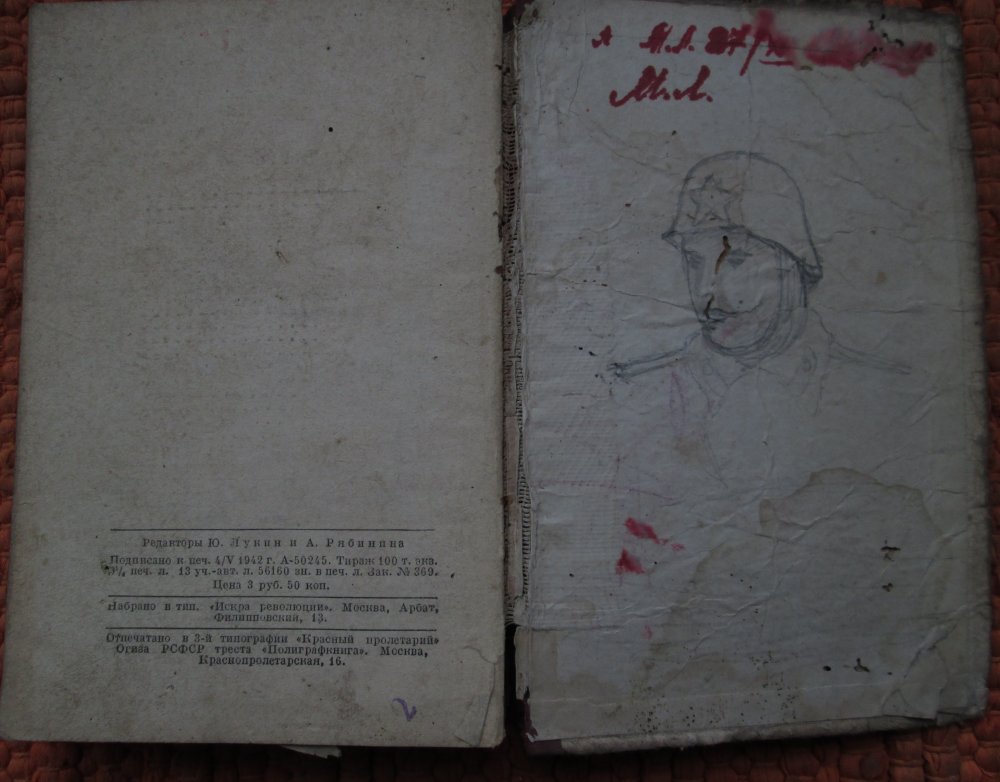 Редакторы Ю. Лукин и А. Рябинина
Подписано к печ. 4/V 1942 г. А-50245. Тираж 100 т. экз.
печ. л. 13 уч.-авт. л. 56160 зн. в печ. л. Зак. № 369.
Цена 3 руб. 50 коп.
Набрано в тип. «Искра революции». Москва, Арбат,
Филипповский, 13.
Отпечатано в 3-й типографии «Красный пролетарий»
Огиза РСФСР треста «Полиграфкнига». Москва,
Краснопролетарская, 16.
М.Л.